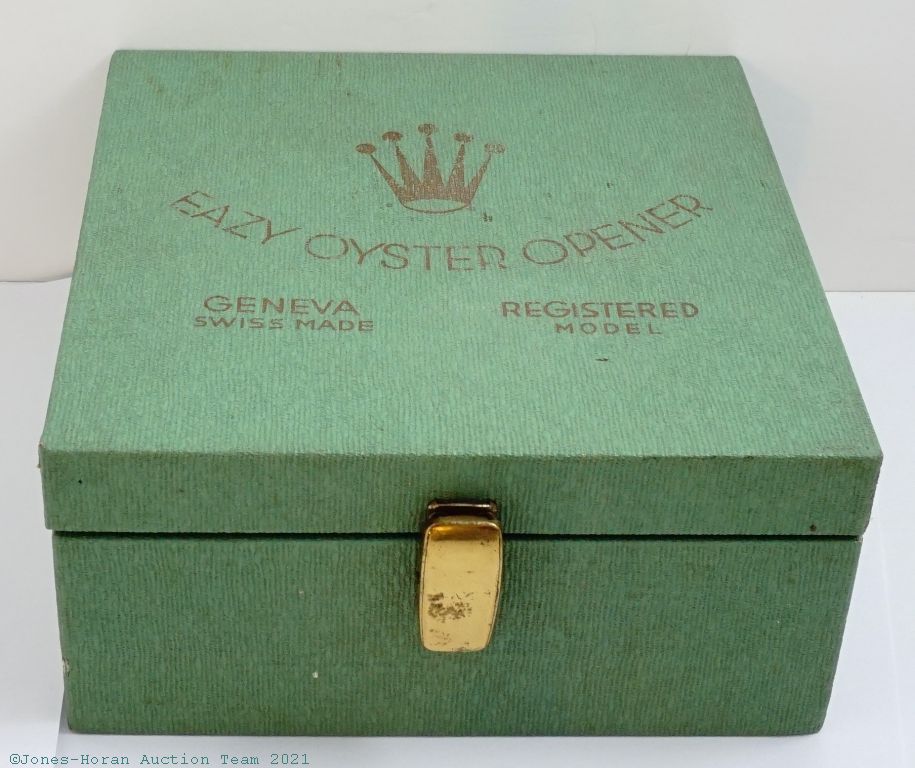 EAZY OYSTER OPENER
GENEVA
SWISS MADE
REGISTERED
MODEL
©Jones-Horan Auction Team 2021